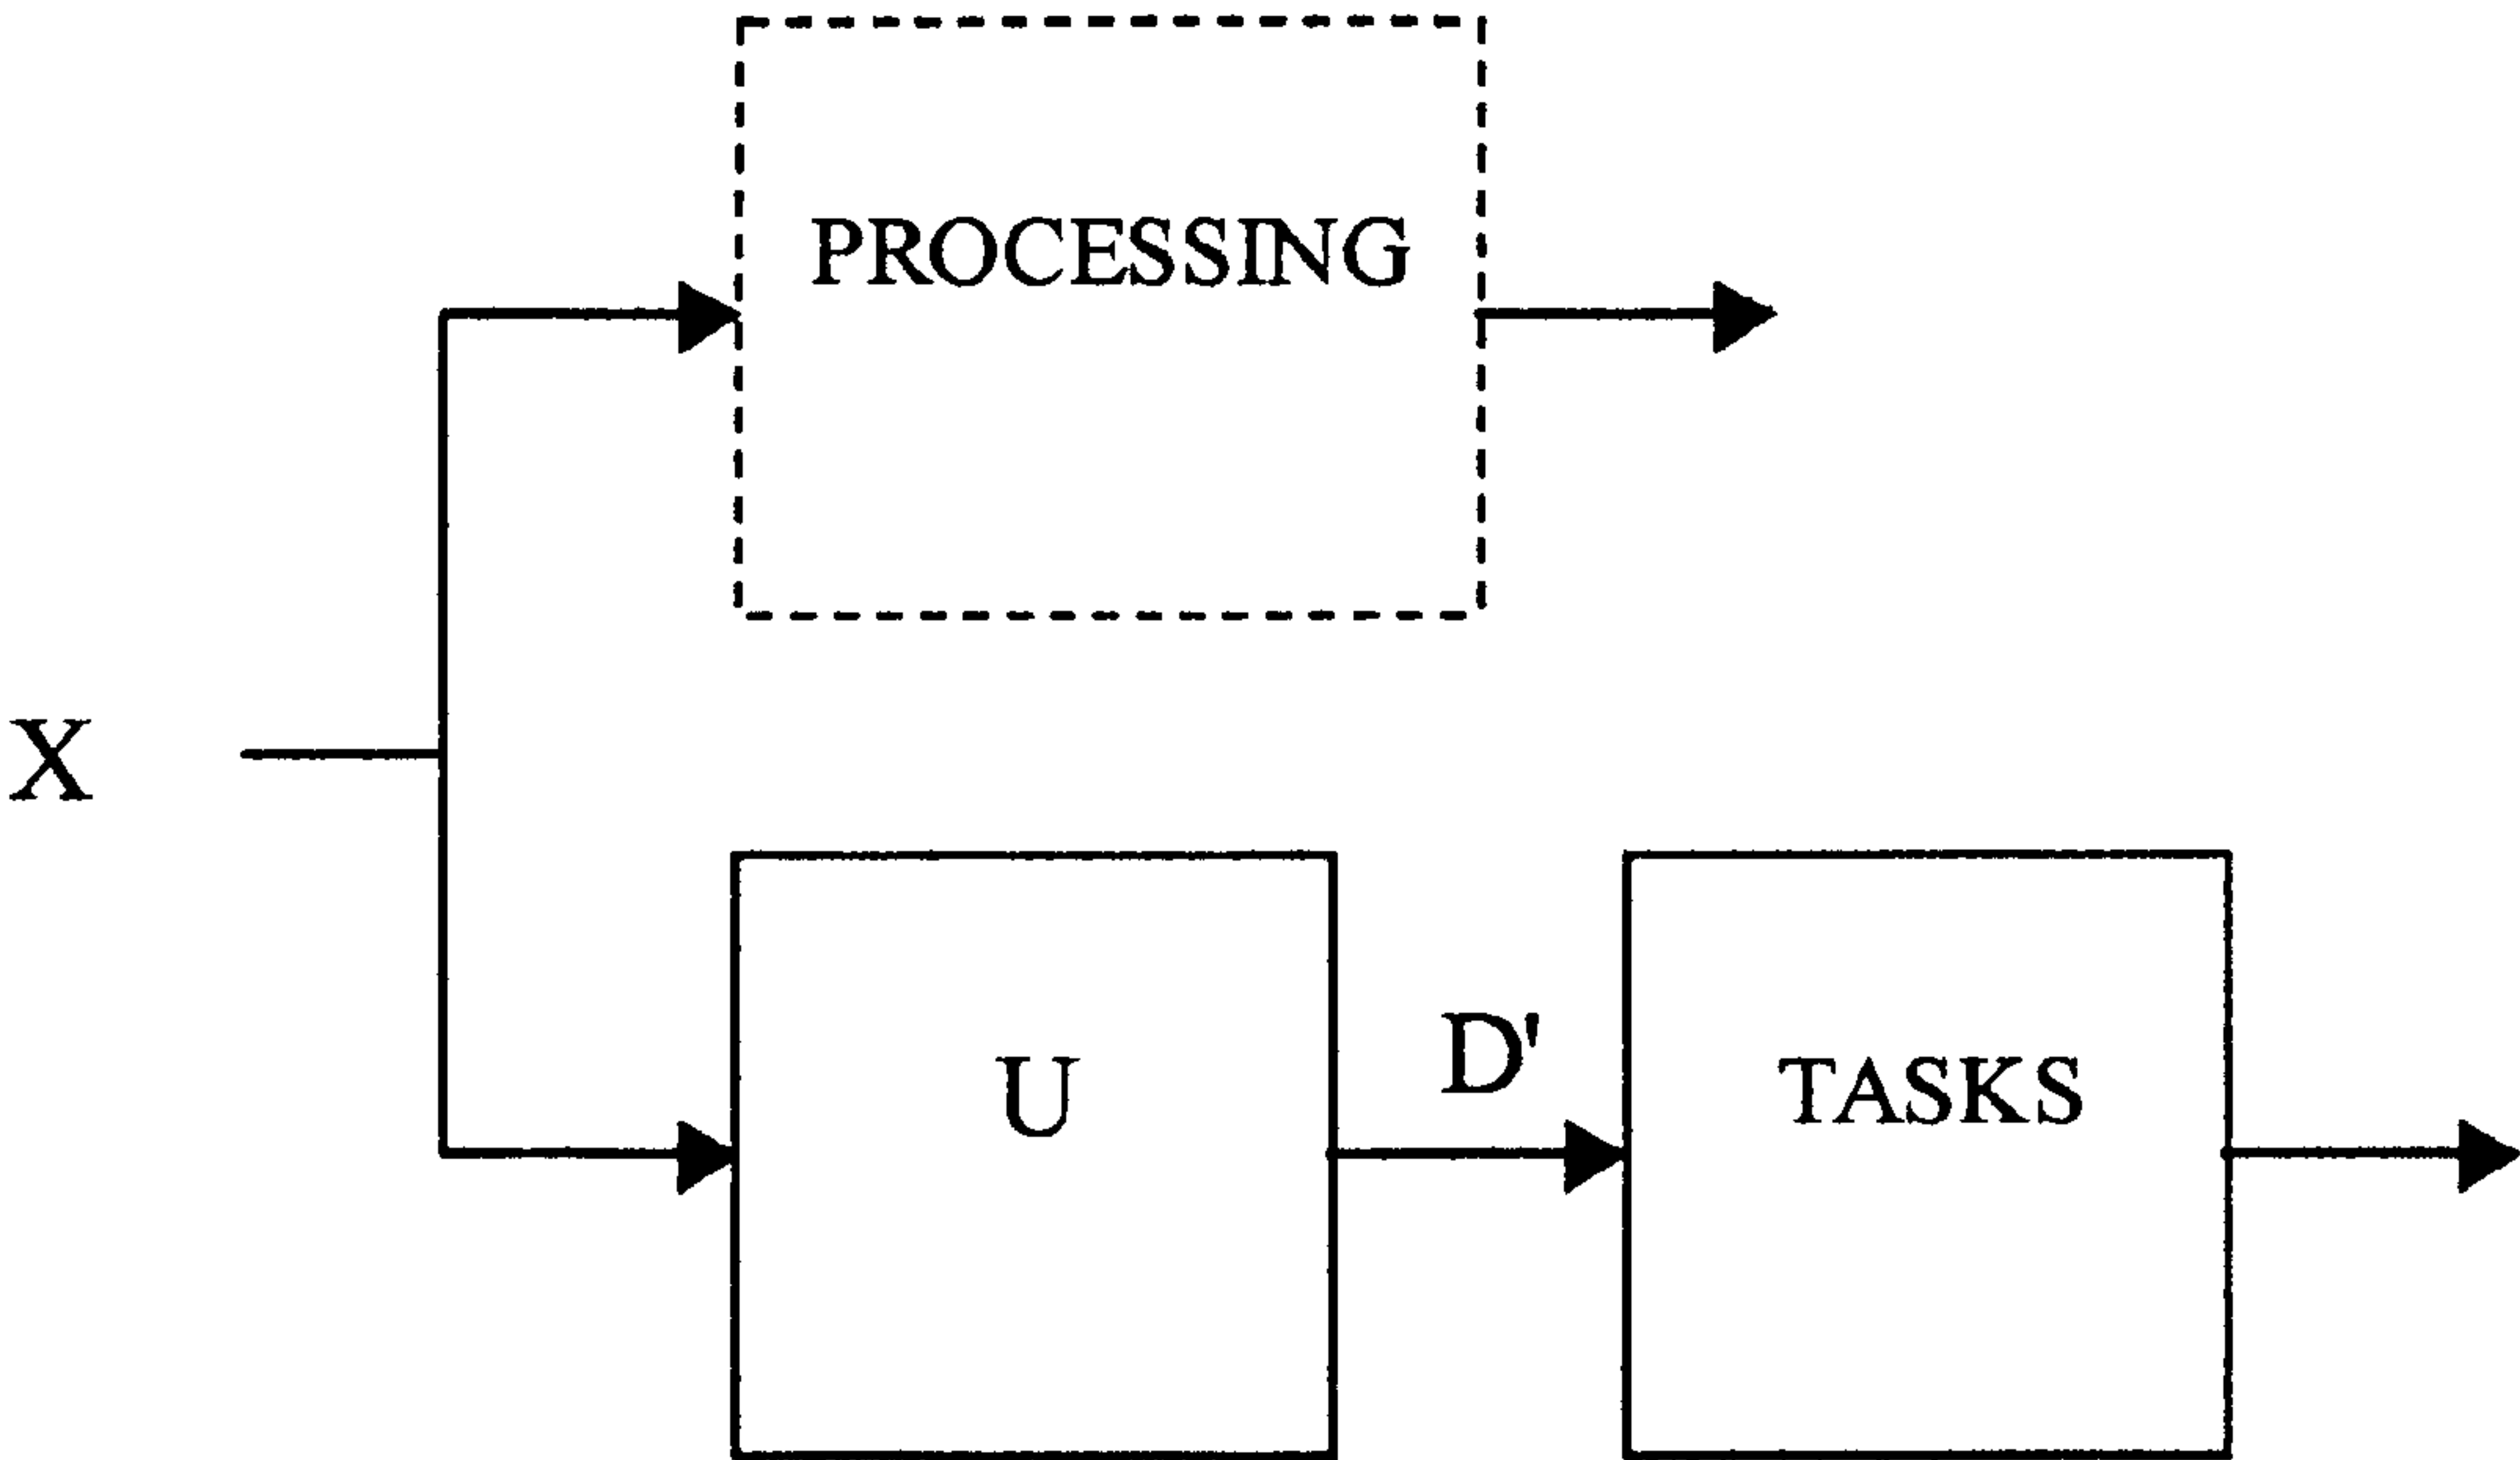 PROCESSING
X
U
D'
TASKS